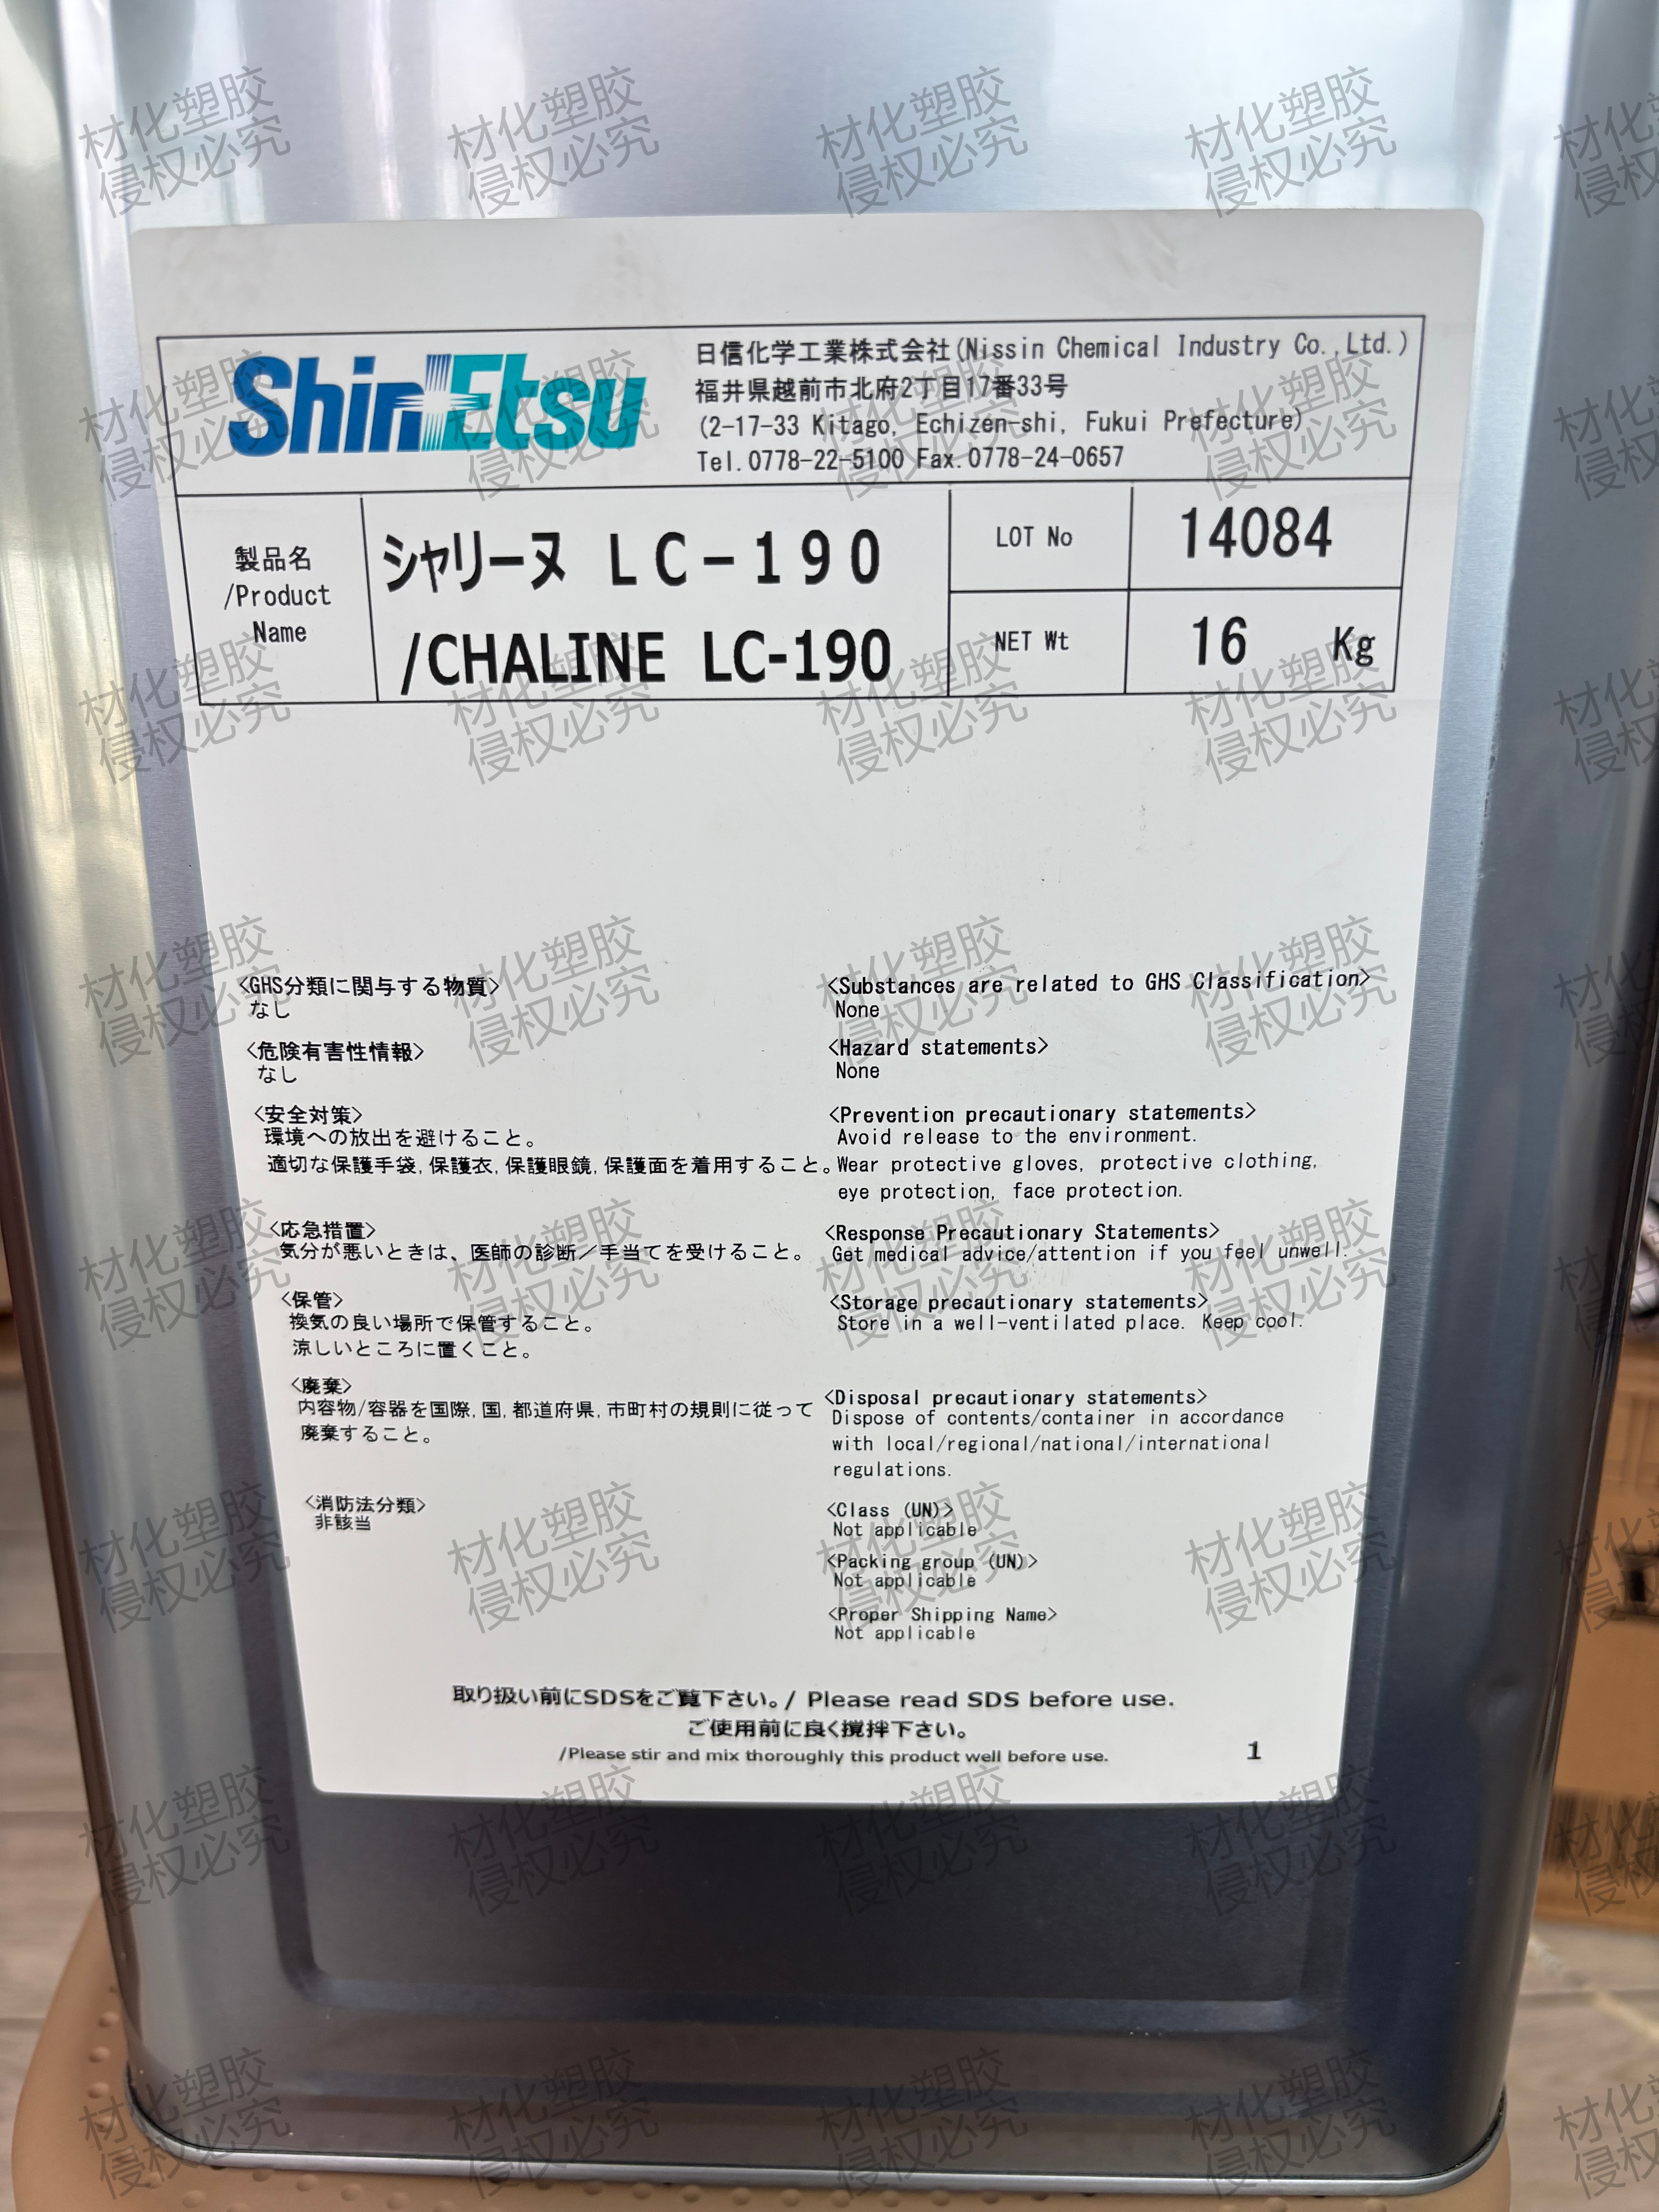 ShinEtsu
日信化学工業株式会社(Nissin Chemical Industry Co.,Ltd.)
福井県越前市北府2丁目17番33号
(2-17-33 Kitago, Echizen-shi, Fukui Prefecture)
Tel.0778-22-5100 Fax.0778-24-0657
製品名
/Product
Name
シャリーヌ LC-190
/CHALINE LC-190
LOT No
14084
NET Wt
16 Kg
<GHS分類に関与する物質>
なし
<危険有害性情報>
なし
<安全対策>
環境への放出を避けること。
適切な保護手袋,保護衣,保護眼鏡,保護面を着用すること。
<応急措置>
気分が悪いときは、医師の診断/手当てを受けること。
<保管>
換気の良い場所で保管すること。
涼しいところに置くこと。
<廃棄>
内容物/容器を国際,国,都道府県,市町村の規則に従って
廃棄すること。
<消防法分類>
非該当
<Substances are related to GHS Classification>
None
<Hazard statements>
None
<Prevention precautionary statements>
Avoid release to the environment.
Wear protective gloves, protective clothing,
eye protection, face protection.
<Response Precautionary Statements>
Get medical advice/attention if you feel unwell.
<Storage precautionary statements>
Store in a well-ventilated place. Keep cool.
<Disposal precautionary statements>
Dispose of contents/container in accordance
with local/regional/national/international
regulations.
<Class (UN)>
Not applicable
<Packing group (UN)>
Not applicable
<Proper Shipping Name>
Not applicable
取り扱い前にSDSをご覧下さい。/ Please read SDS before use.
ご使用前に良く撹拌下さい。
/Please stir and mix thoroughly this product well before use.
1
材化塑胶
侵权必究